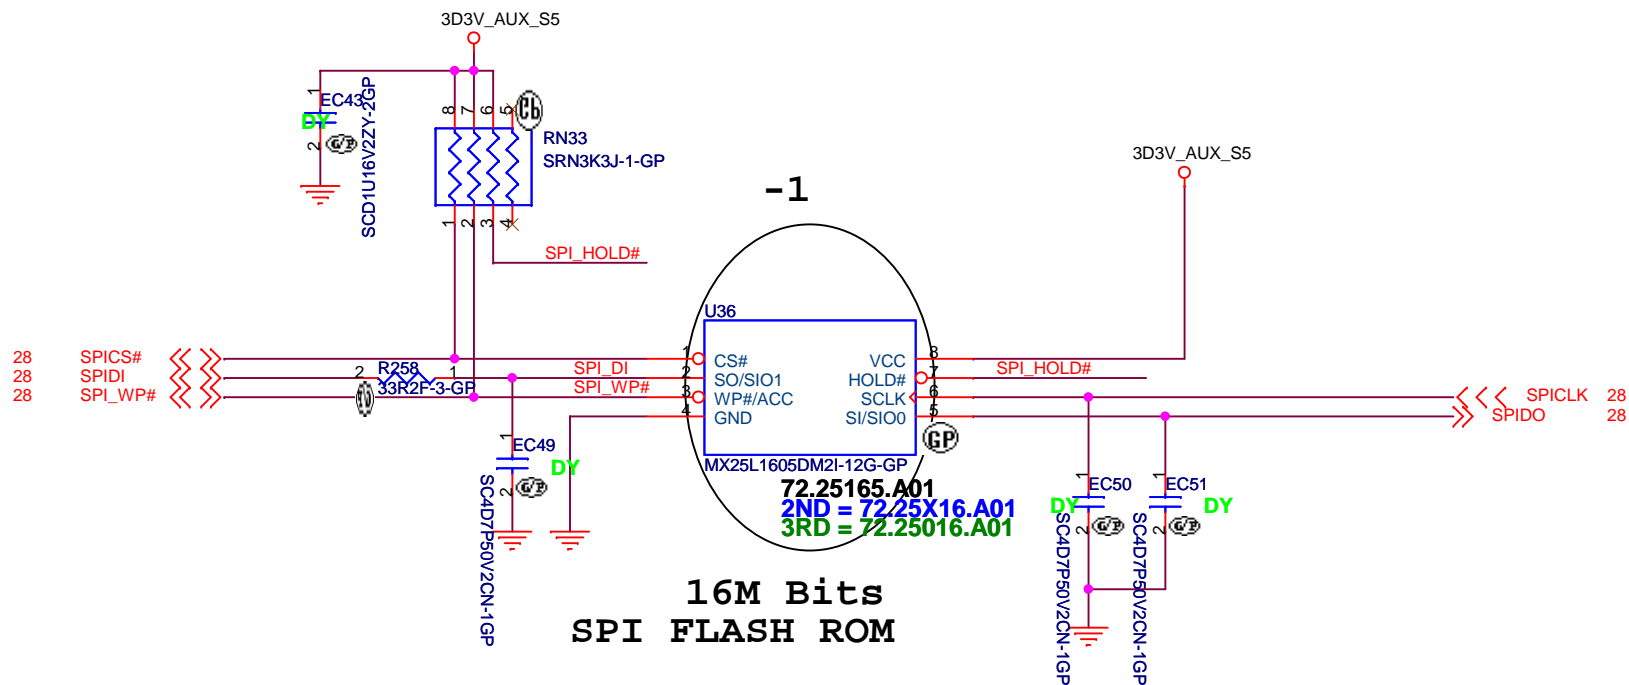 3D3V_AUX_S5
1
EC43
DY
2
G/P
SCD1U16V2ZY-2GP
8 7 6 5
RN33
SRN3K3J-1-GP
1 2 3 4
SPI_HOLD#
-1
3D3V_AUX_S5
U36
28 SPICS#
28 SPIDI
28 SPI_WP#
2 R258 1
33R2F-3-GP
SPI_DI
SPI_WP#
1 CS#
2 SO/SIO1
3 WP#/ACC
4 GND
VCC 8
HOLD# 7
SCLK 6
SI/SIO0 5
SPI_HOLD#
SPICLK 28
SPIDO 28
GP
MX25L1605DM2I-12G-GP
72.25165.A01
2ND = 72.25X16.A01
3RD = 72.25016.A01
1
EC49
DY
2
G/P
SC4D7P50V2CN-1GP
1
EC50
DY
2
G/P
SC4D7P50V2CN-1GP
1
EC51
DY
2
G/P
SC4D7P50V2CN-1GP
16M Bits
SPI FLASH ROM